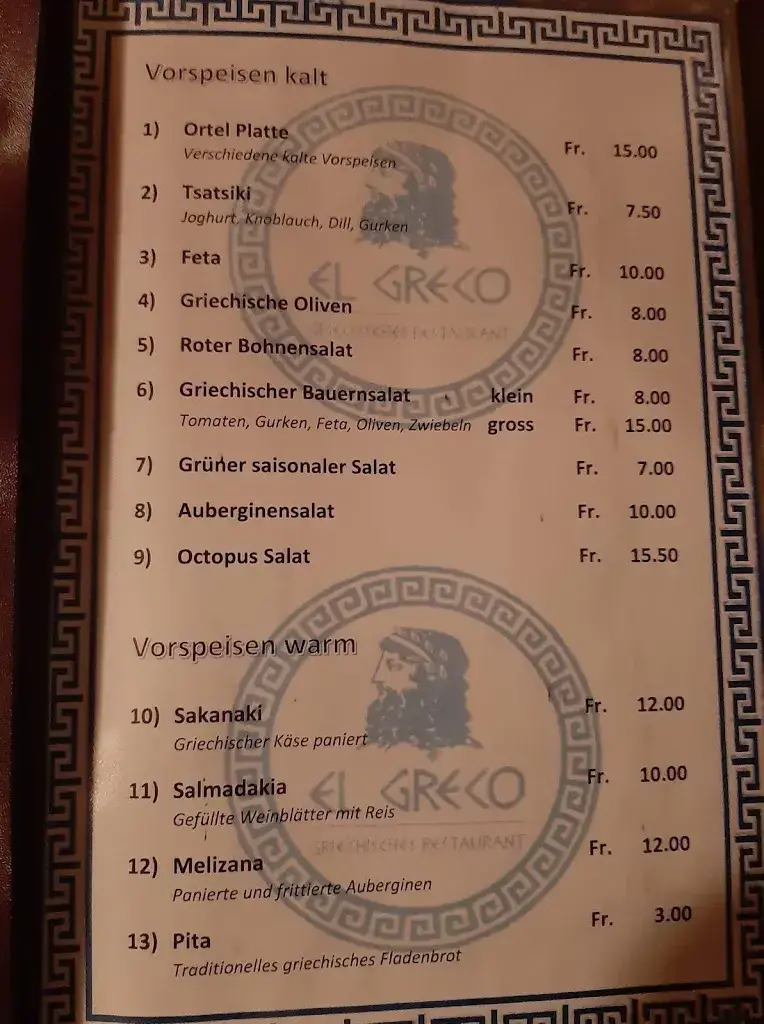 Vorspeisen kalt
1) Ortel Platte Fr. 15.00
Verschiedene kalte Vorspeisen
2) Tsatsiki Fr. 7.50
Joghurt, Knoblauch, Dill, Gurken
3) Feta Fr. 10.00
4) Griechische Oliven Fr. 8.00
5) Roter Bohnensalat Fr. 8.00
6) Griechischer Bauernsalat klein Fr. 8.00
Tomaten, Gurken, Feta, Oliven, Zwiebeln gross Fr. 15.00
7) Grüner saisonaler Salat Fr. 7.00
8) Auberginensalat Fr. 10.00
9) Octopus Salat Fr. 15.50
EL GRECO
GRIECHISCHES RESTAURANT
Vorspeisen warm
10) Sakanaki Fr. 12.00
Griechischer Käse paniert
11) Salmadakia Fr. 10.00
Gefüllte Weinblätter mit Reis
12) Melizana Fr. 12.00
Panierte und frittierte Auberginen
13) Pita Fr. 3.00
Traditionelles griechisches Fladenbrot
EL GRECO
GRIECHISCHES RESTAURANT